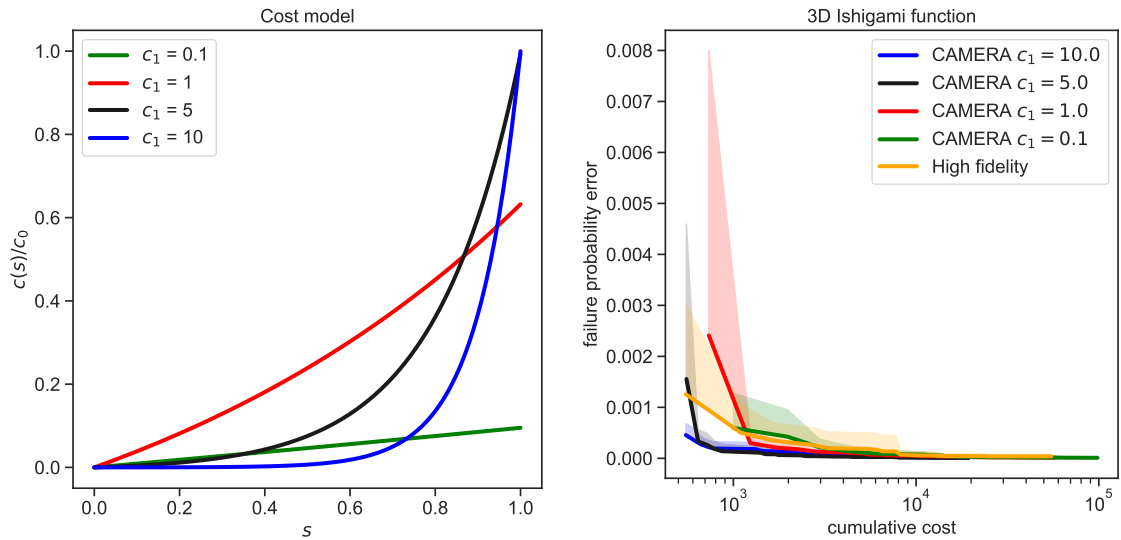 Cost model
c(s)/c₀
1.0
0.8
0.6
0.4
0.2
0.0
c₁ = 0.1
c₁ = 1
c₁ = 5
c₁ = 10
0.0 0.2 0.4 0.6 0.8 1.0
s
3D Ishigami function
failure probability error
0.008
0.007
0.006
0.005
0.004
0.003
0.002
0.001
0.000
CAMERA c₁ = 10.0
CAMERA c₁ = 5.0
CAMERA c₁ = 1.0
CAMERA c₁ = 0.1
High fidelity
10³ 10⁴ 10⁵
cumulative cost